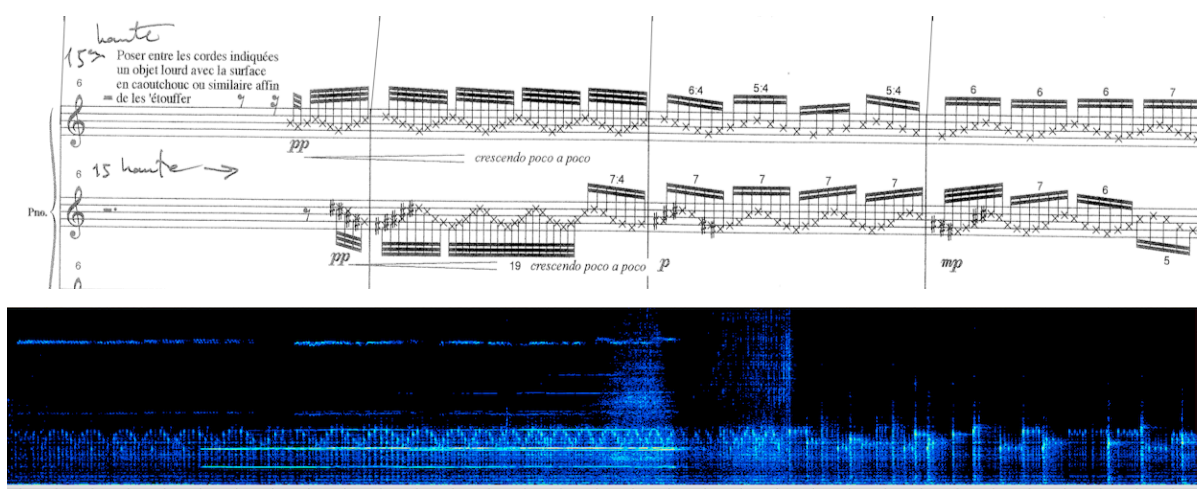 haute
15ma
Poser entre les cordes indiquées
un objet lourd avec la surface
en caoutchouc ou similaire affin
de les 'étouffer
6
6:4 5:4 5:4 6 6 6 7
pp
crescendo poco a poco
15 haute →
6
7:4 7 7 7 7 7 6
Pno.
pp
19 crescendo poco a poco
p
mp
5
6